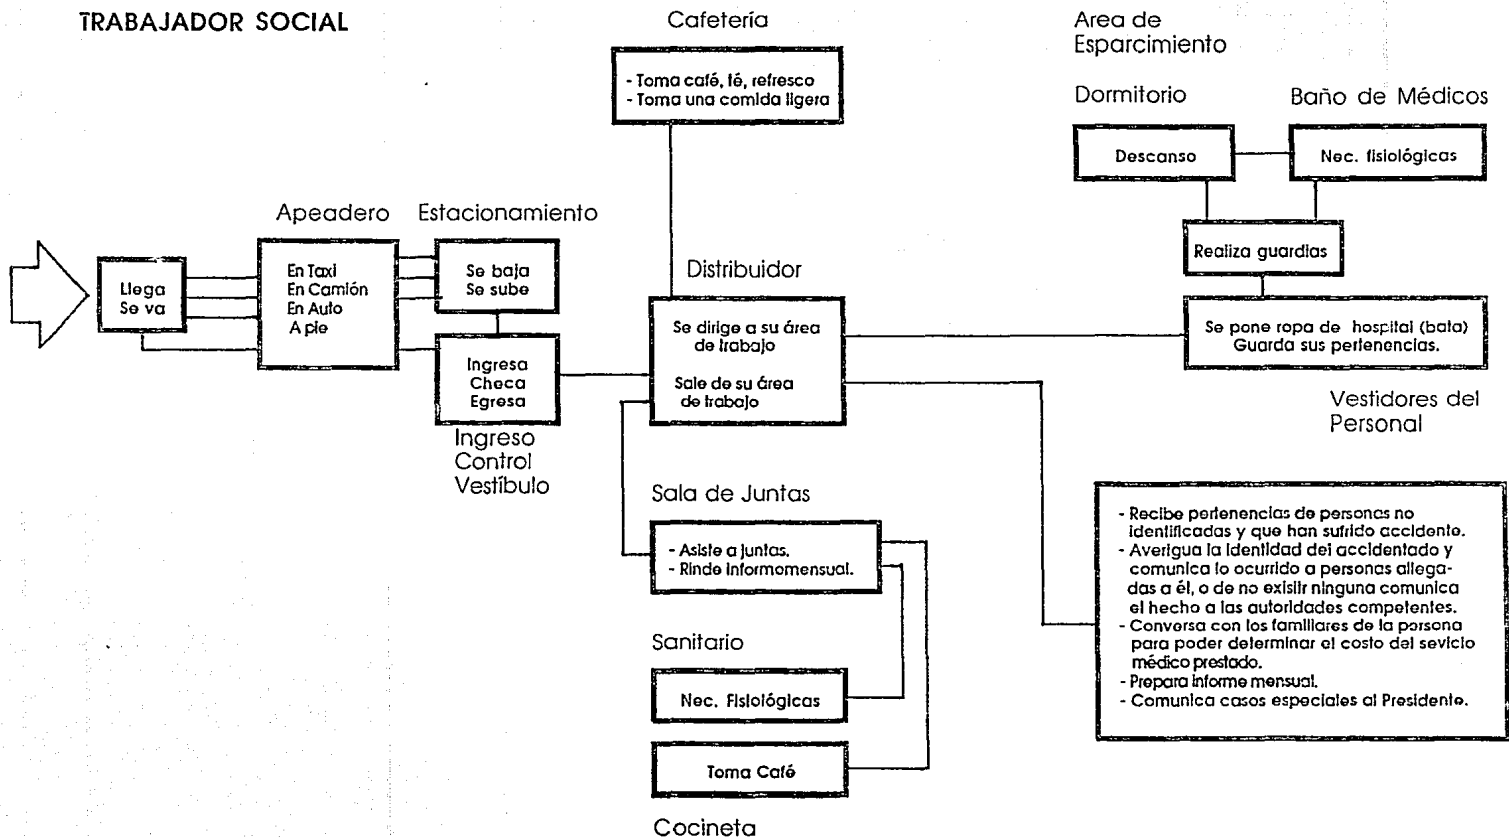 TRABAJADOR SOCIAL
Cafetería
- Toma café, té, refresco
- Toma una comida ligera
Area de
Esparcimiento
Dormitorio
Baño de Médicos
Descanso
Nec. fisiológicas
Realiza guardias
Se pone ropa de hospital (bata)
Guarda sus pertenencias.
Vestidores del
Personal
Apeadero
Estacionamiento
Llega
Se va
En Taxi
En Camión
En Auto
A pie
Se baja
Se sube
Ingresa
Checa
Egresa
Ingreso
Control
Vestíbulo
Distribuidor
Se dirige a su área
de trabajo
Sale de su área
de trabajo
Sala de Juntas
- Asiste a juntas.
- Rinde informomensual.
Sanitario
Nec. Fisiológicas
Toma Café
Cocineta
- Recibe pertenencias de personas no
identificadas y que han sufrido accidente.
- Averigua la identidad del accidentado y
comunica lo ocurrido a personas allega-
das a él, o de no existir ninguna comunica
el hecho a las autoridades competentes.
- Conversa con los familiares de la persona
para poder determinar el costo del sevicio
médico prestado.
- Prepara informe mensual.
- Comunica casos especiales al Presidente.